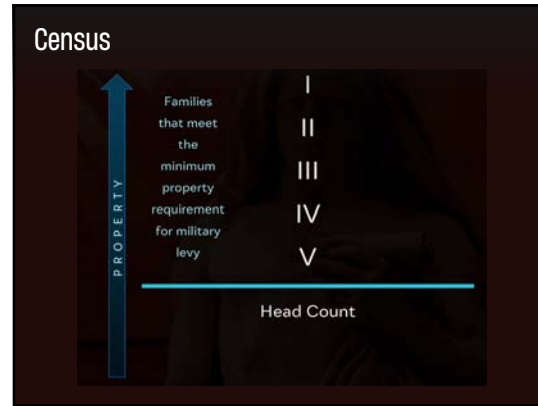 Census
PROPERTY
Families
that meet
the
minimum
property
requirement
for military
levy
I
II
III
IV
V
Head Count